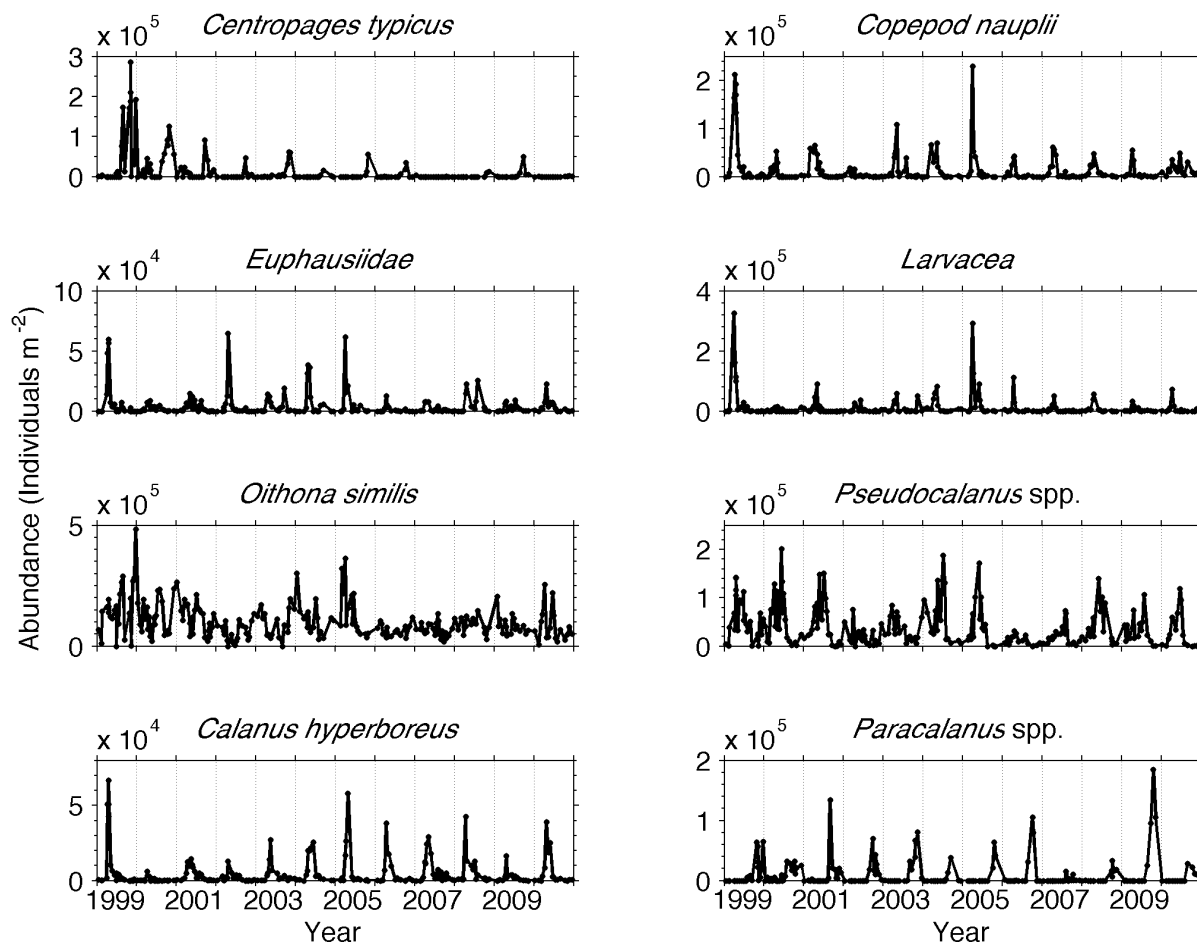 Centropages typicus
x 10^5
3
2
1
0
Copepod nauplii
x 10^5
2
1
0
Euphausiidae
x 10^4
10
5
0
Larvacea
x 10^5
4
2
0
Oithona similis
x 10^5
5
0
Pseudocalanus spp.
x 10^5
2
1
0
Calanus hyperboreus
x 10^4
5
0
1999 2001 2003 2005 2007 2009
Year
Paracalanus spp.
x 10^5
2
1
0
1999 2001 2003 2005 2007 2009
Year
Abundance (Individuals m^-2)